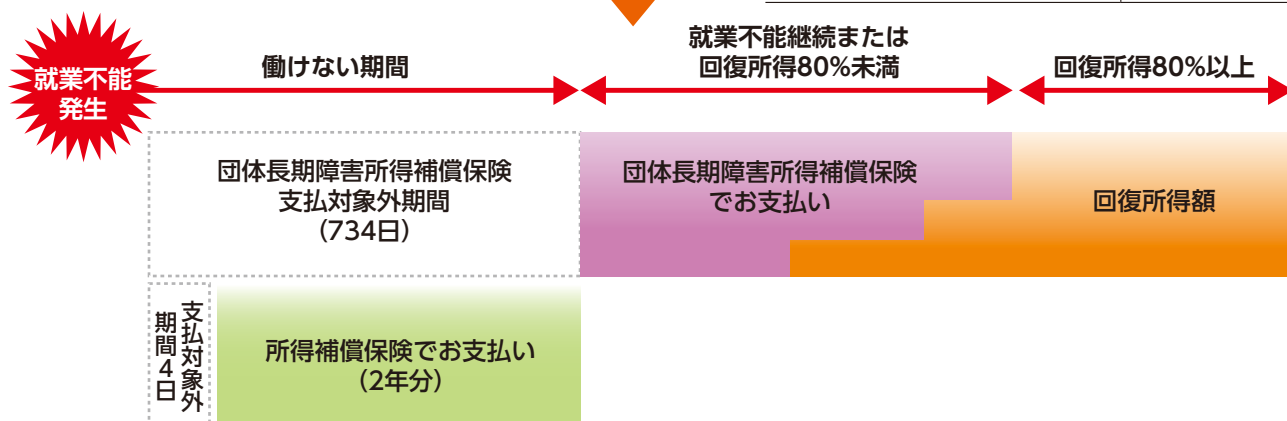 就業不能
発生
働けない期間
就業不能継続または
回復所得80%未満
回復所得80%以上
団体長期障害所得補償保険
支払対象外期間
(734日)
団体長期障害所得補償保険
でお支払い
回復所得額
支払対象外
期間4日
所得補償保険でお支払い
(2年分)